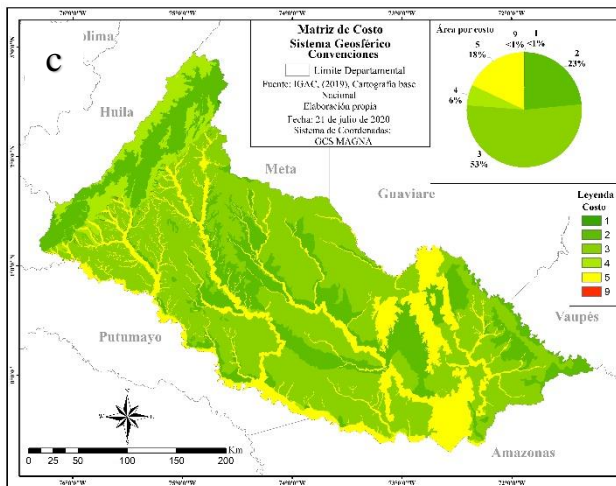 C
Matriz de Costo
Sistema Geosférico
Convenciones
Límite Departamental
Fuente: IGAC, (2019), Cartografía base
Nacional
Elaboración propia
Fecha: 21 de julio de 2020
Sistema de Coordenadas:
GCS MAGNA
Área por costo
1
<1%
2
23%
3
53%
4
6%
5
18%
9
<1%
Huila
Meta
Guaviare
Vaupés
Putumayo
Amazonas
Leyenda
Costo
1
2
3
4
5
9
Km
0 25 50 100 150 200